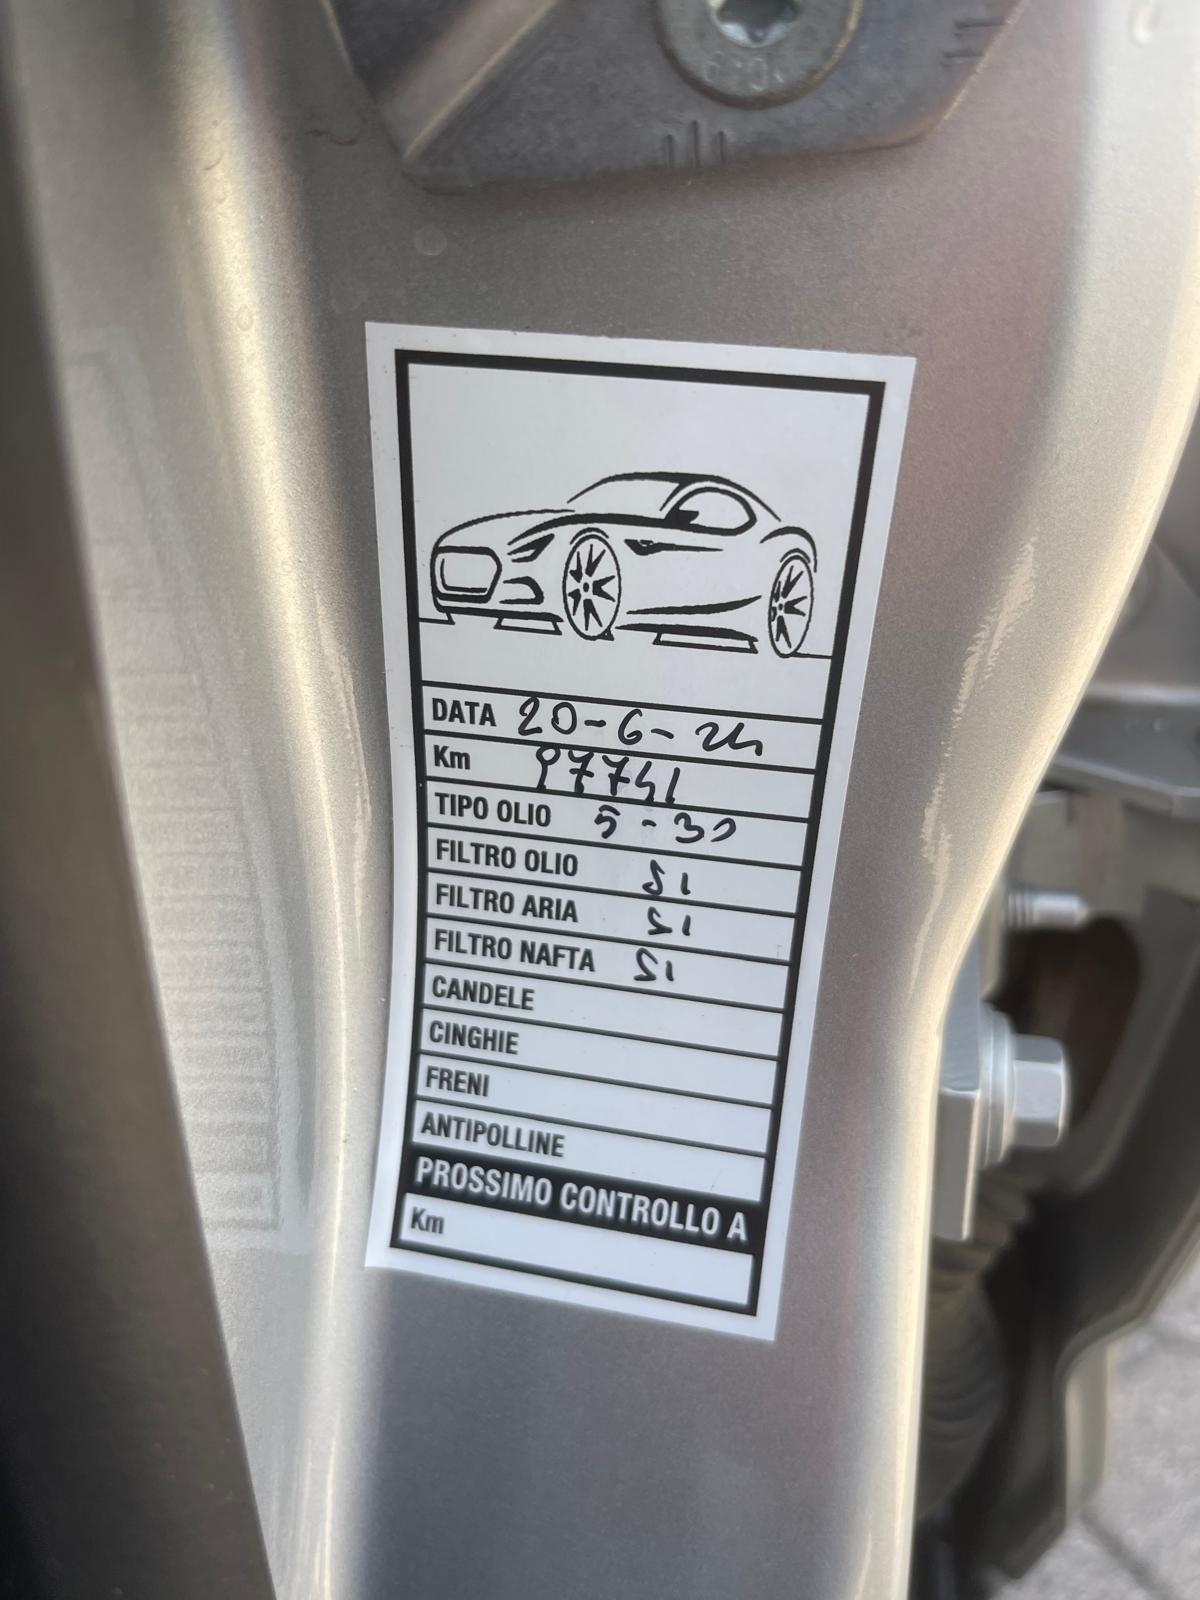 DATA 20-6-24
Km 97741
TIPO OLIO 5-30
FILTRO OLIO SI
FILTRO ARIA SI
FILTRO NAFTA SI
CANDELE
CINGHIE
FRENI
ANTIPOLLINE
PROSSIMO CONTROLLO A
Km